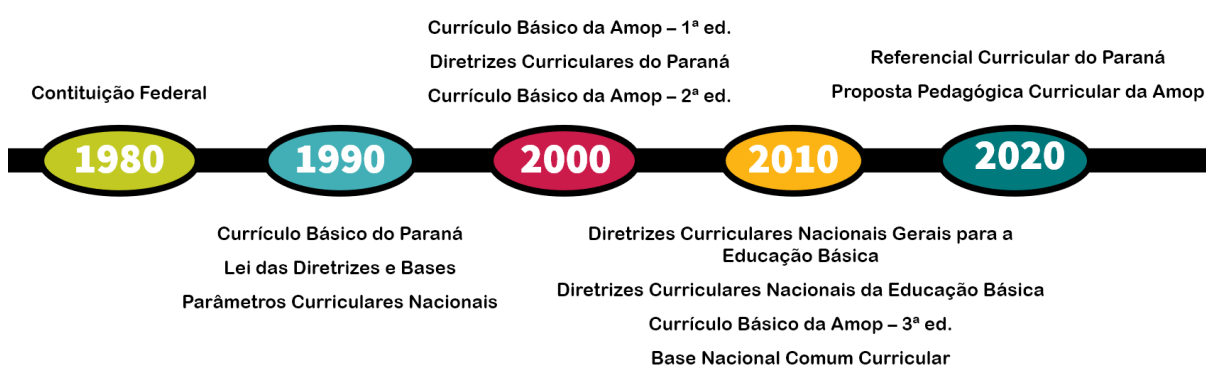 Currículo Básico da Amop – 1ª ed.
Diretrizes Curriculares do Paraná
Currículo Básico da Amop – 2ª ed.
Referencial Curricular do Paraná
Proposta Pedagógica Curricular da Amop
Contituição Federal
1980
1990
2000
2010
2020
Currículo Básico do Paraná
Lei das Diretrizes e Bases
Parâmetros Curriculares Nacionais
Diretrizes Curriculares Nacionais Gerais para a
Educação Básica
Diretrizes Curriculares Nacionais da Educação Básica
Currículo Básico da Amop – 3ª ed.
Base Nacional Comum Curricular